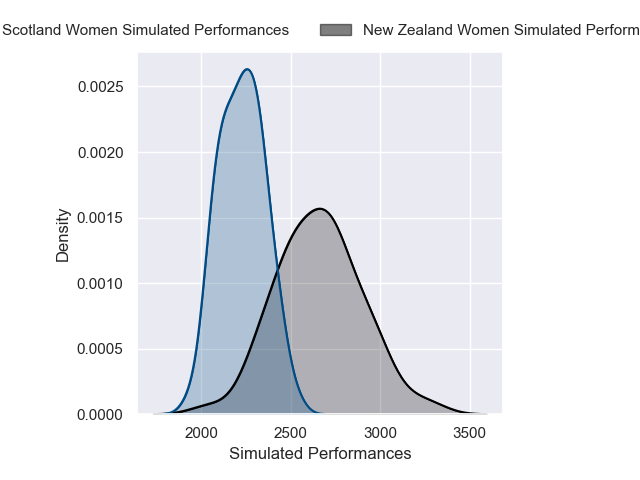 Scotland Women Simulated Performances
New Zealand Women Simulated Perform
0.0025
0.0020
0.0015
0.0010
0.0005
0.0000
Density
2000 2500 3000 3500
Simulated Performances